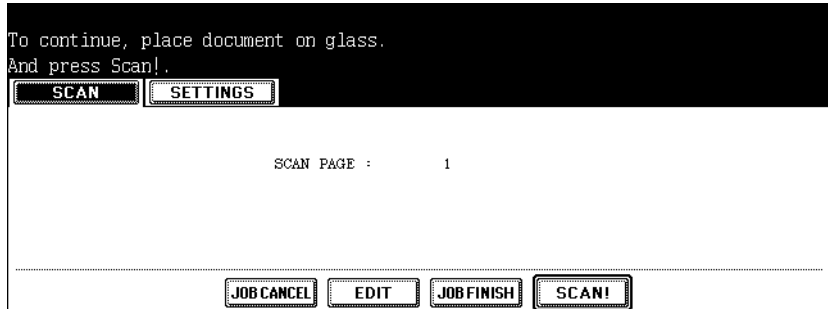 To continue, place document on glass.
And press Scan!.
SCAN SETTINGS
SCAN PAGE : 1
JOB CANCEL EDIT JOB FINISH SCAN!